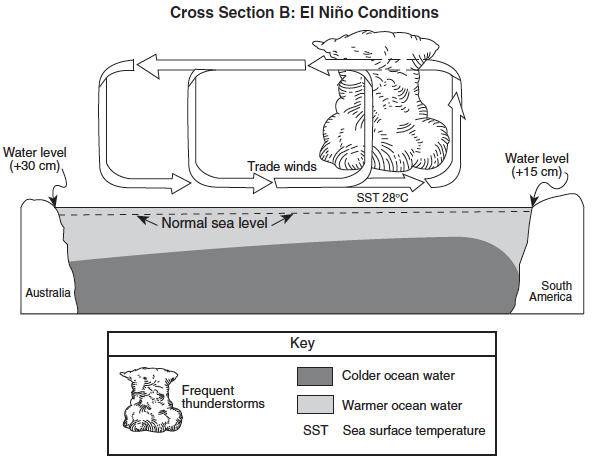 Cross Section B: El Niño Conditions
Water level
(+30 cm)
Trade winds
Water level
(+15 cm)
SST 28°C
Normal sea level
Australia
South
America
Key
Frequent
thunderstorms
Colder ocean water
Warmer ocean water
SST Sea surface temperature